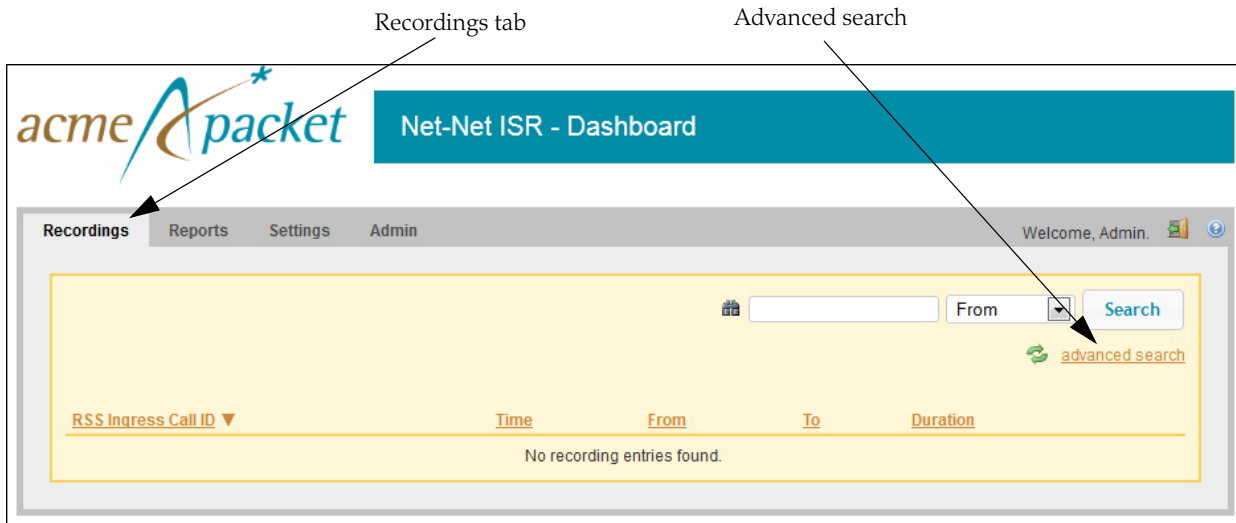 Recordings tab
Advanced search
acme packet
Net-Net ISR - Dashboard
Recordings Reports Settings Admin Welcome, Admin.
From Search
advanced search
RSS Ingress Call ID ▼ Time From To Duration
No recording entries found.